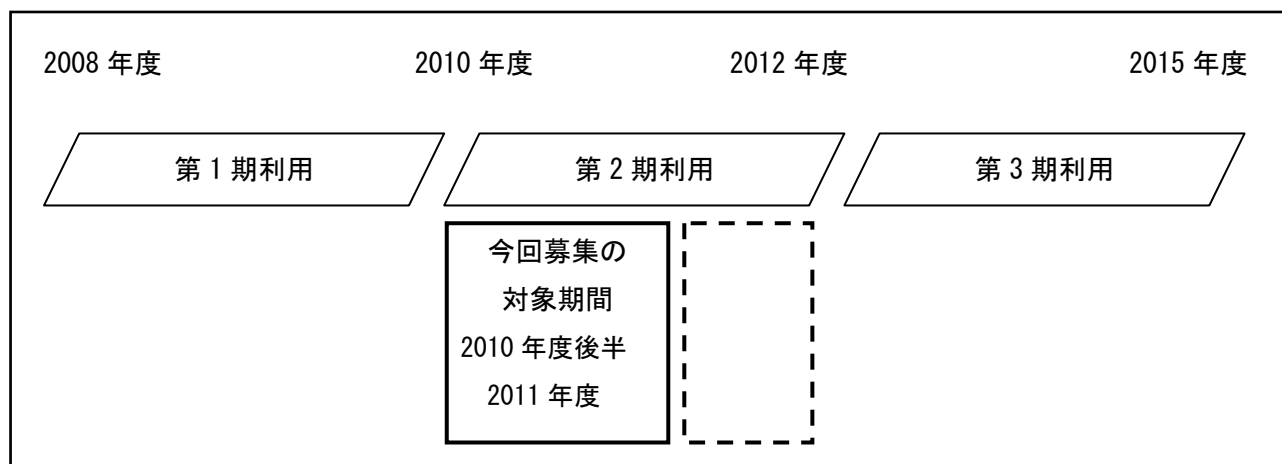 2008 年度 2010 年度 2012 年度 2015 年度
第 1 期利用 第 2 期利用 第 3 期利用
今回募集の
対象期間
2010 年度後半
2011 年度